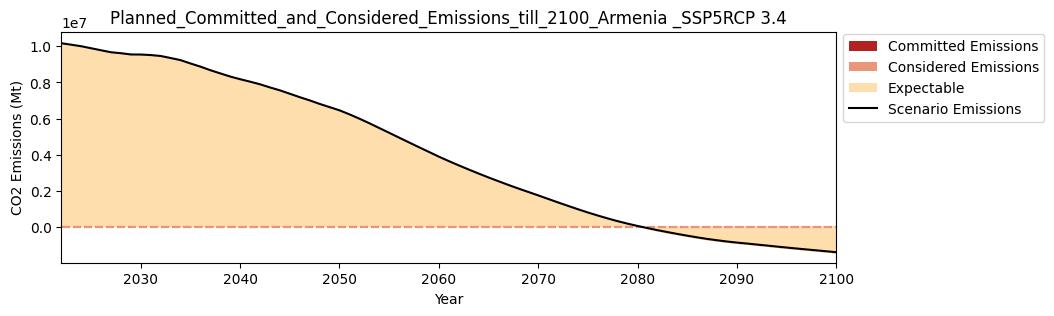 Planned_Committed_and_Considered_Emissions_till_2100_Armenia _SSP5RCP 3.4
1e7
1.0
0.8
0.6
0.4
0.2
0.0
CO2 Emissions (Mt)
2030 2040 2050 2060 2070 2080 2090 2100
Year
Committed Emissions
Considered Emissions
Expectable
Scenario Emissions